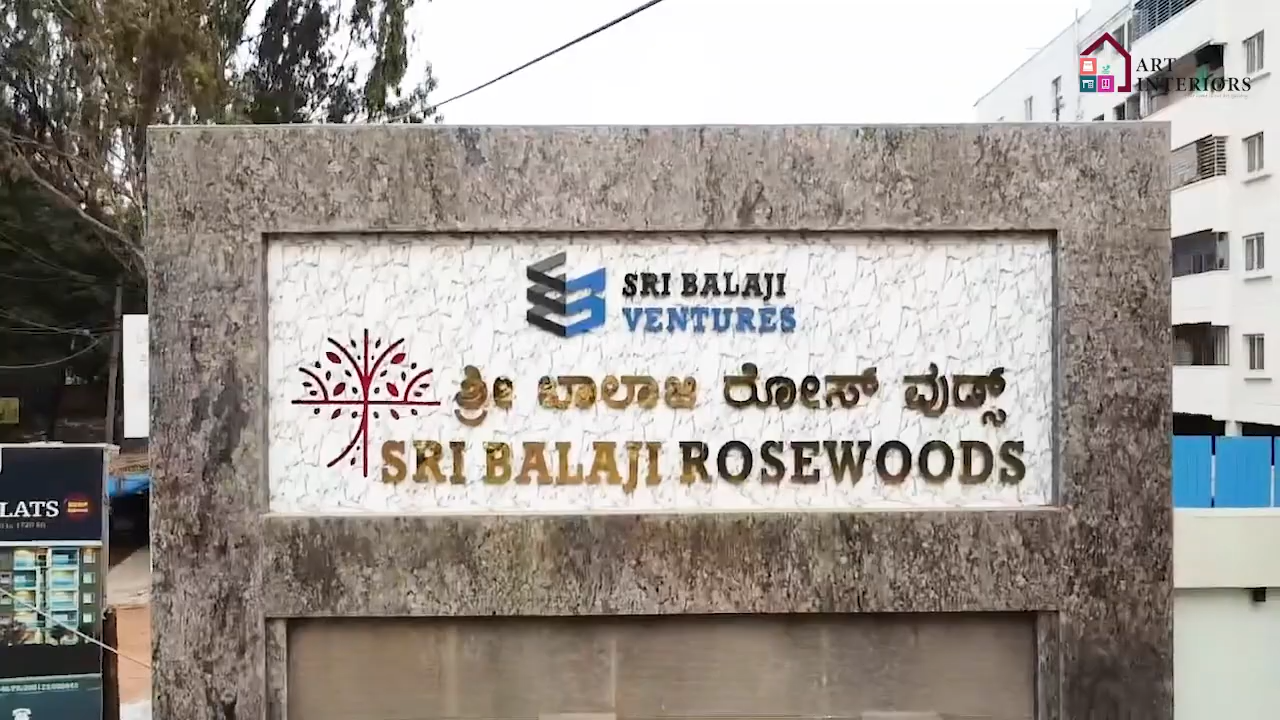 ART
INTERIORS
SRI BALAJI
VENTURES
ಶ್ರೀ ಬಾಲಾಜಿ ರೋಸ್ ವುಡ್ಸ್
SRI BALAJI ROSEWOODS
LATS